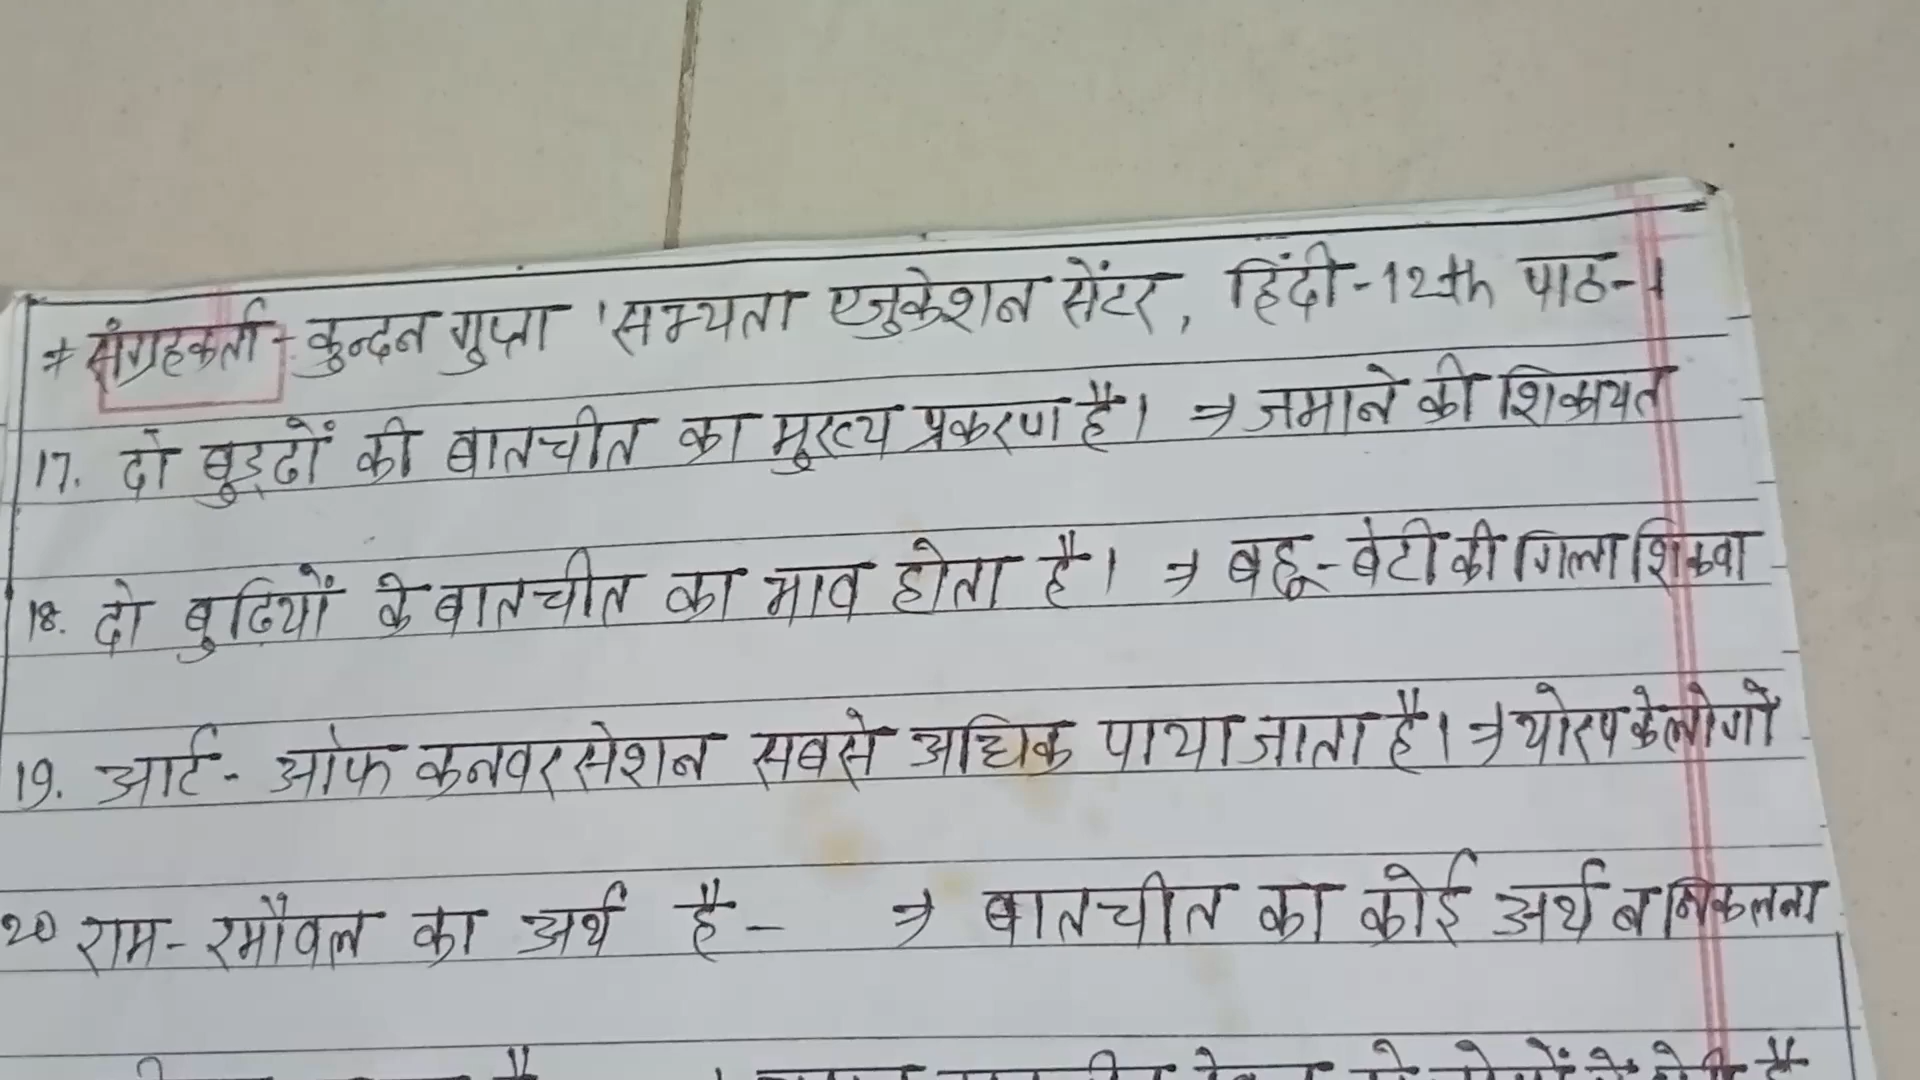 * संग्रहकर्ता - कुन्दन गुप्ता 'सभ्यता एजुकेशन सेंटर, हिंदी-12th पाठ-1
17. दो बुड्ढों की बातचीत का मुख्य प्रकरण है। → जमाने की शिकायत
18. दो बुढियों के बातचीत का भाव होता है। → बहू-बेटी की गिला शिकवा
19. आर्ट-ऑफ कनवरसेशन सबसे अधिक पाया जाता है। → योरप के लोगों
20 राम-रमौवल का अर्थ है- → बातचीत का कोई अर्थ न निकलना